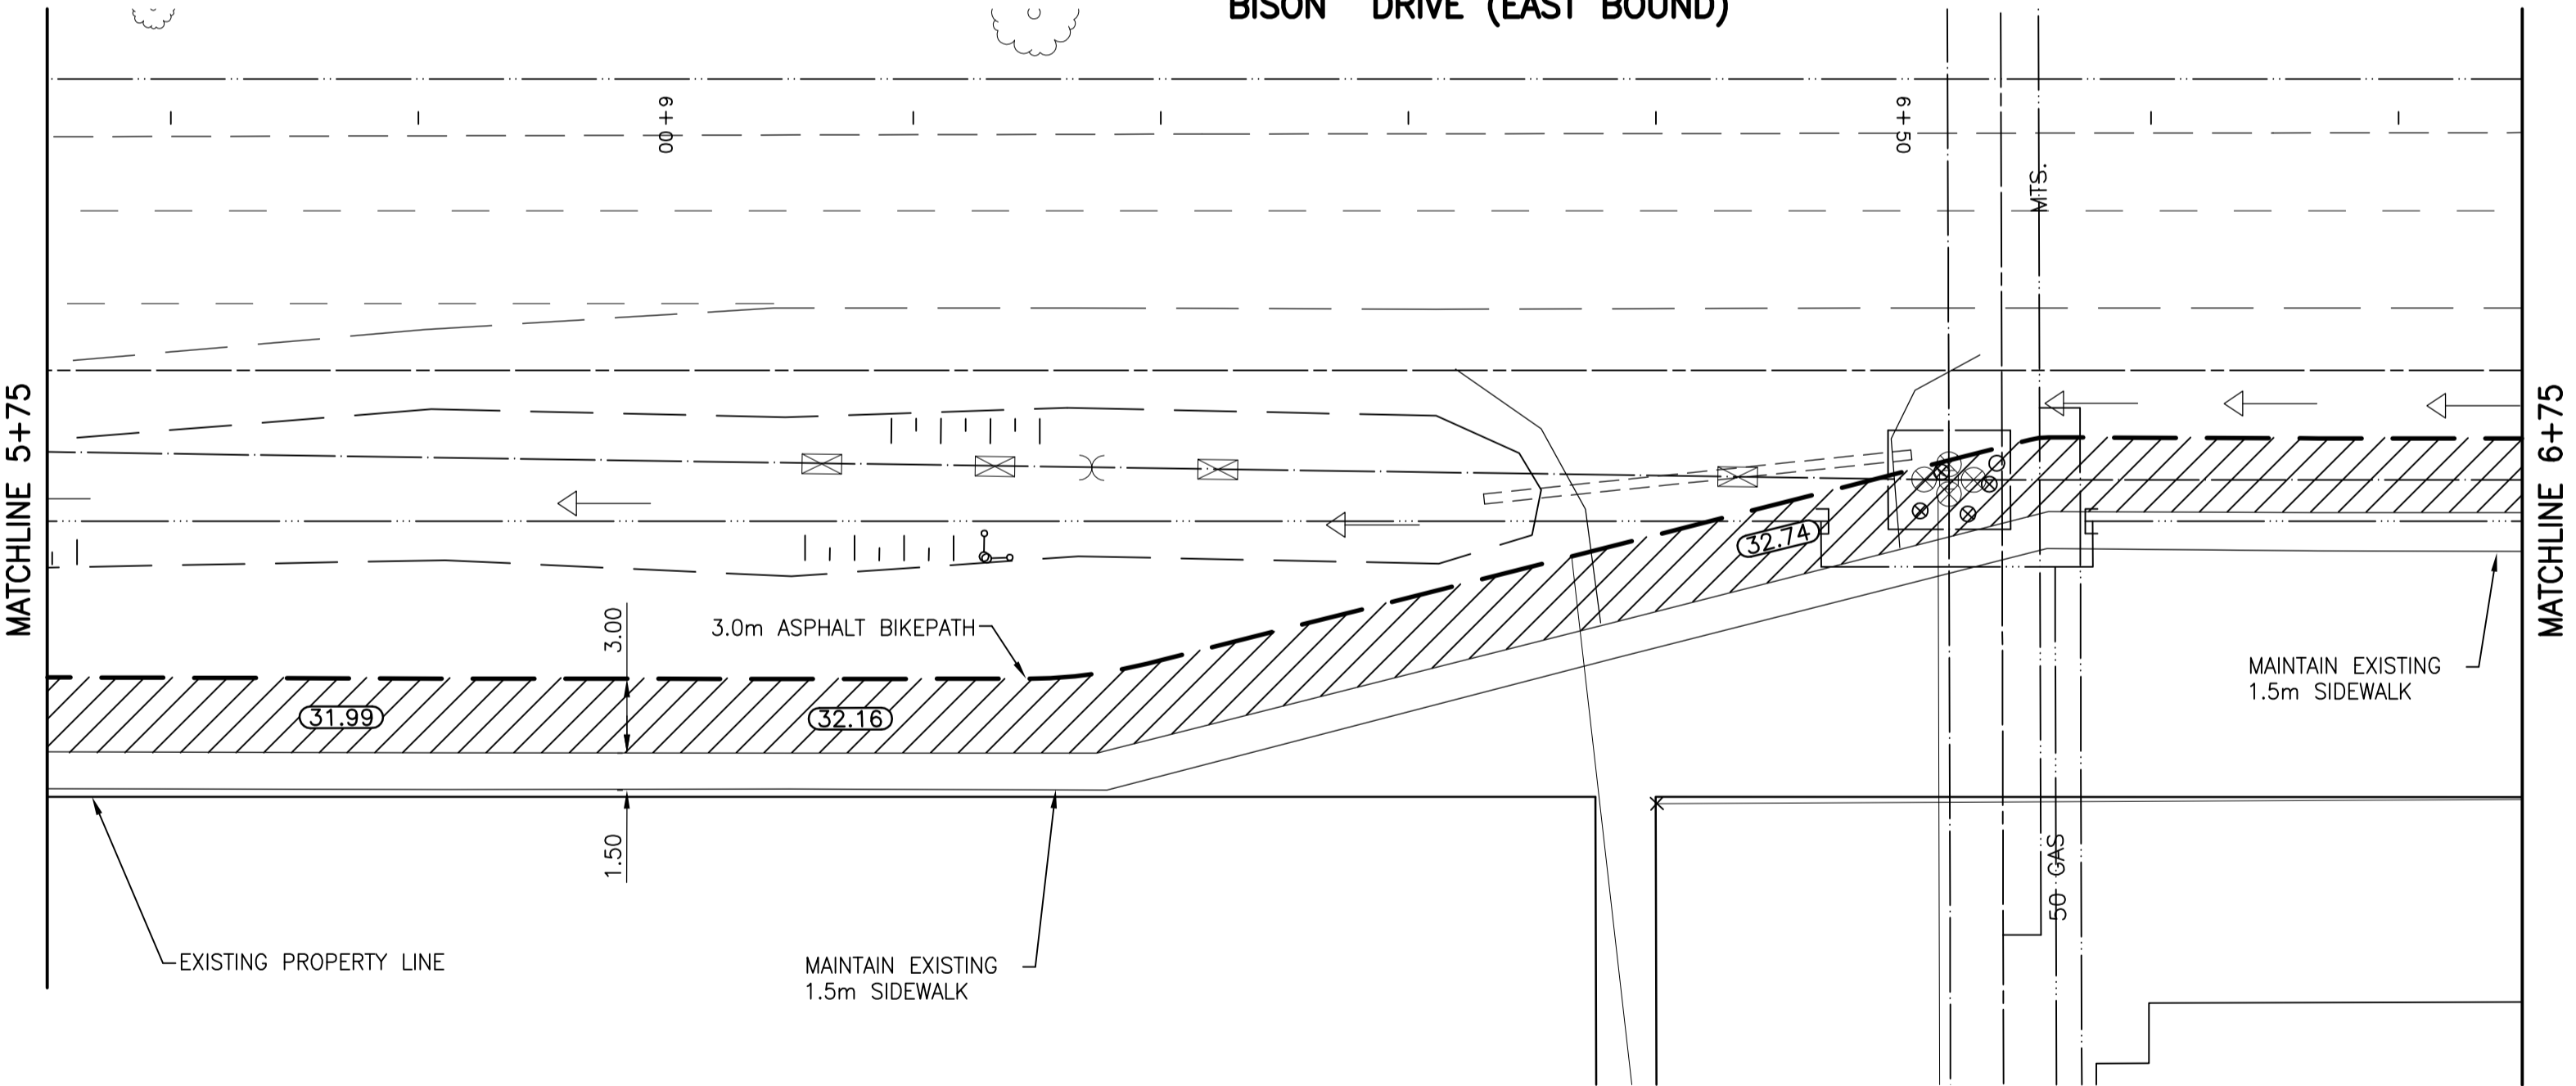 BISON DRIVE (EAST BOUND)
6+00
6+50
MTS.
MATCHLINE 5+75
MATCHLINE 6+75
3.00
3.0m ASPHALT BIKEPATH
32.74
31.99
32.16
MAINTAIN EXISTING
1.5m SIDEWALK
1.50
50 GAS
EXISTING PROPERTY LINE
MAINTAIN EXISTING
1.5m SIDEWALK